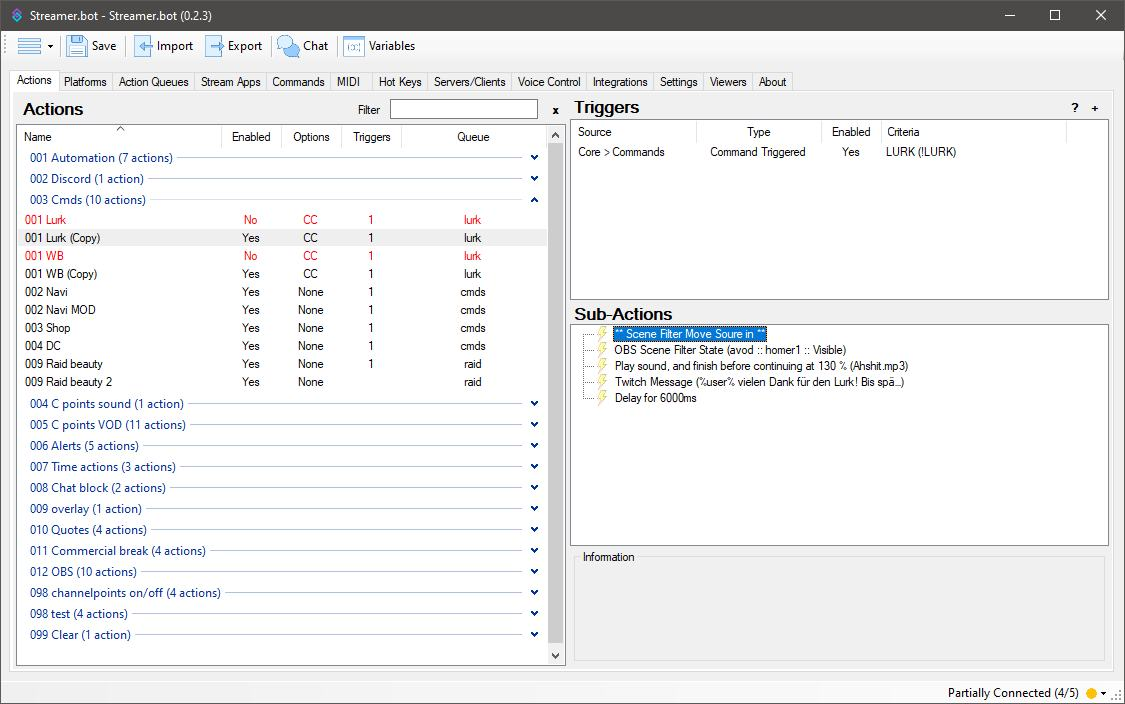 Streamer.bot - Streamer.bot (0.2.3)
Save Import Export Chat Variables
Actions Platforms Action Queues Stream Apps Commands MIDI Hot Keys Servers/Clients Voice Control Integrations Settings Viewers About
Actions
Filter
x
Name Enabled Options Triggers Queue
001 Automation (7 actions)
002 Discord (1 action)
003 Cmds (10 actions)
001 Lurk No CC 1 lurk
001 Lurk (Copy) Yes CC 1 lurk
001 WB No CC 1 lurk
001 WB (Copy) Yes CC 1 lurk
002 Navi Yes None 1 cmds
002 Navi MOD Yes None 1 cmds
003 Shop Yes None 1 cmds
004 DC Yes None 1 cmds
009 Raid beauty Yes None 1 raid
009 Raid beauty 2 Yes None raid
004 C points sound (1 action)
005 C points VOD (11 actions)
006 Alerts (5 actions)
007 Time actions (3 actions)
008 Chat block (2 actions)
009 overlay (1 action)
010 Quotes (4 actions)
011 Commercial break (4 actions)
012 OBS (10 actions)
098 channelpoints on/off (4 actions)
098 test (4 actions)
099 Clear (1 action)
Triggers
? +
Source Type Enabled Criteria
Core > Commands Command Triggered Yes LURK (!LURK)
Sub-Actions
** Scene Filter Move Soure in **
OBS Scene Filter State (avod :: homer1 :: Visible)
Play sound, and finish before continuing at 130 % (Ahshit.mp3)
Twitch Message (%user% vielen Dank für den Lurk! Bis spä...)
Delay for 6000ms
Information
Partially Connected (4/5)